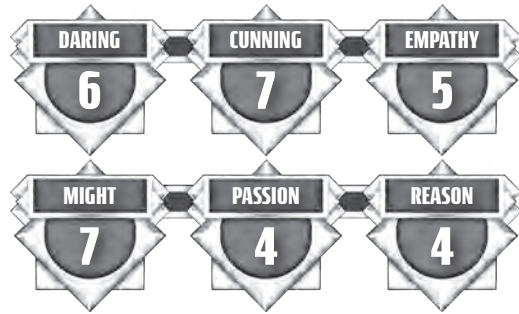 DARING CUNNING EMPATHY
6 7 5
MIGHT PASSION REASON
7 4 4